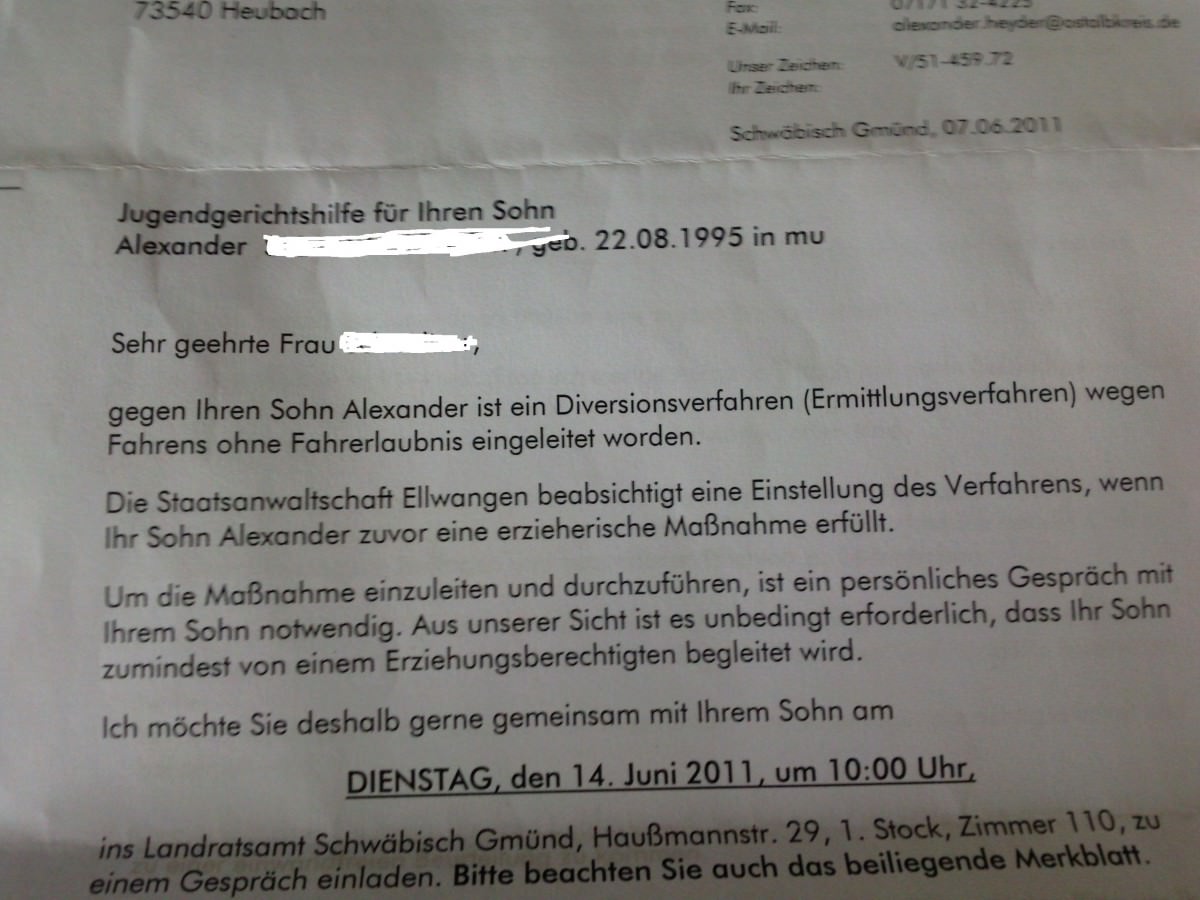 73540 Heubach
Fax: 07171 32-4225
E-Mail: alexander.heyder@ostalbkreis.de
Unser Zeichen: V/51-459.72
Ihr Zeichen:
Schwäbisch Gmünd, 07.06.2011
Jugendgerichtshilfe für Ihren Sohn
Alexander , geb. 22.08.1995 in mu
Sehr geehrte Frau ,
gegen Ihren Sohn Alexander ist ein Diversionsverfahren (Ermittlungsverfahren) wegen
Fahrens ohne Fahrerlaubnis eingeleitet worden.
Die Staatsanwaltschaft Ellwangen beabsichtigt eine Einstellung des Verfahrens, wenn
Ihr Sohn Alexander zuvor eine erzieherische Maßnahme erfüllt.
Um die Maßnahme einzuleiten und durchzuführen, ist ein persönliches Gespräch mit
Ihrem Sohn notwendig. Aus unserer Sicht ist es unbedingt erforderlich, dass Ihr Sohn
zumindest von einem Erziehungsberechtigten begleitet wird.
Ich möchte Sie deshalb gerne gemeinsam mit Ihrem Sohn am
DIENSTAG, den 14. Juni 2011, um 10:00 Uhr,
ins Landratsamt Schwäbisch Gmünd, Haußmannstr. 29, 1. Stock, Zimmer 110, zu
einem Gespräch einladen. Bitte beachten Sie auch das beiliegende Merkblatt.